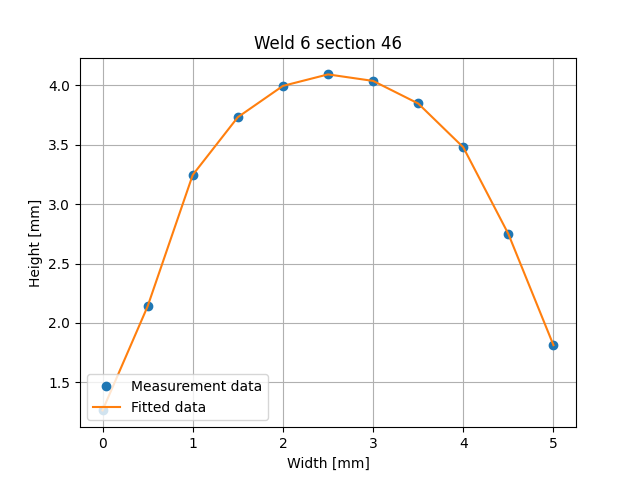 Weld 6 section 46
Height [mm]
4.0
3.5
3.0
2.5
2.0
1.5
Measurement data
Fitted data
0 1 2 3 4 5
Width [mm]